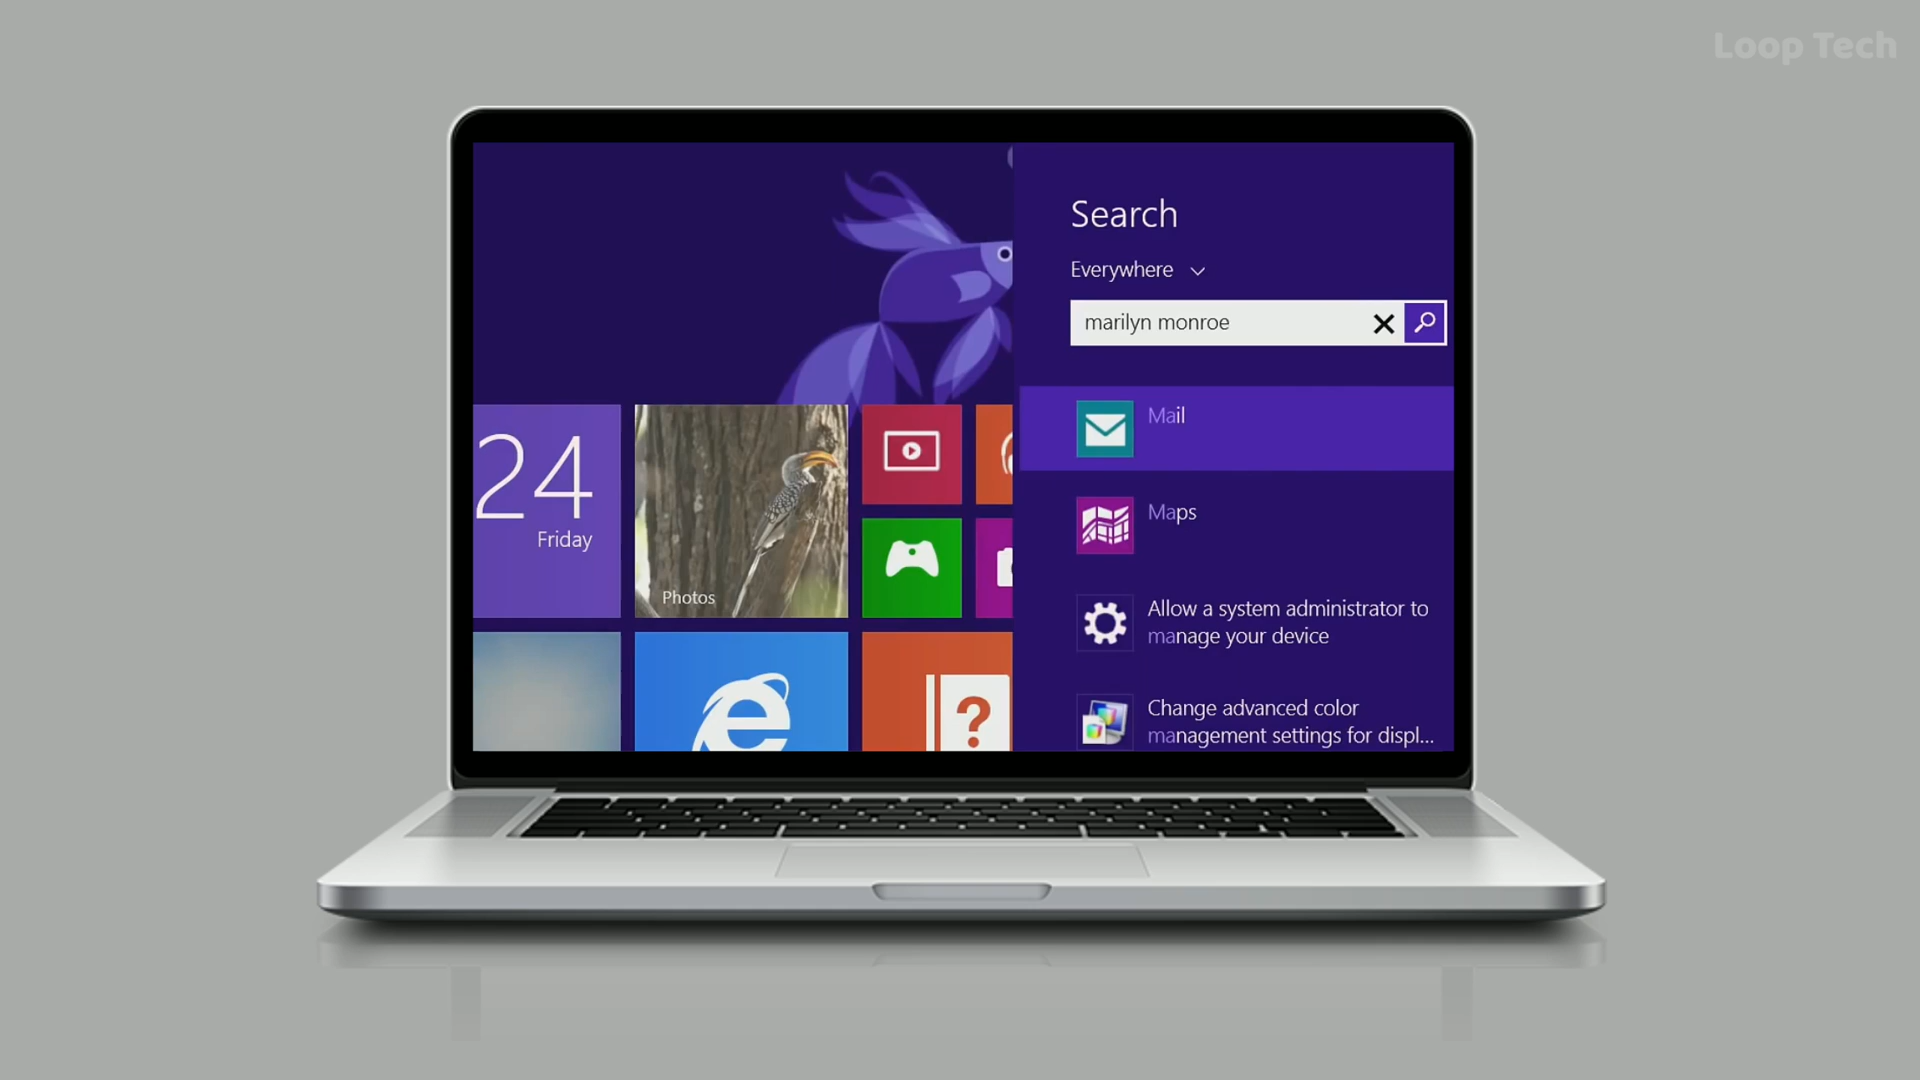 Loop Tech
Search
Everywhere
marilyn monroe
Mail
Maps
Allow a system administrator to
manage your device
Change advanced color
management settings for displ...
24
Friday
Photos